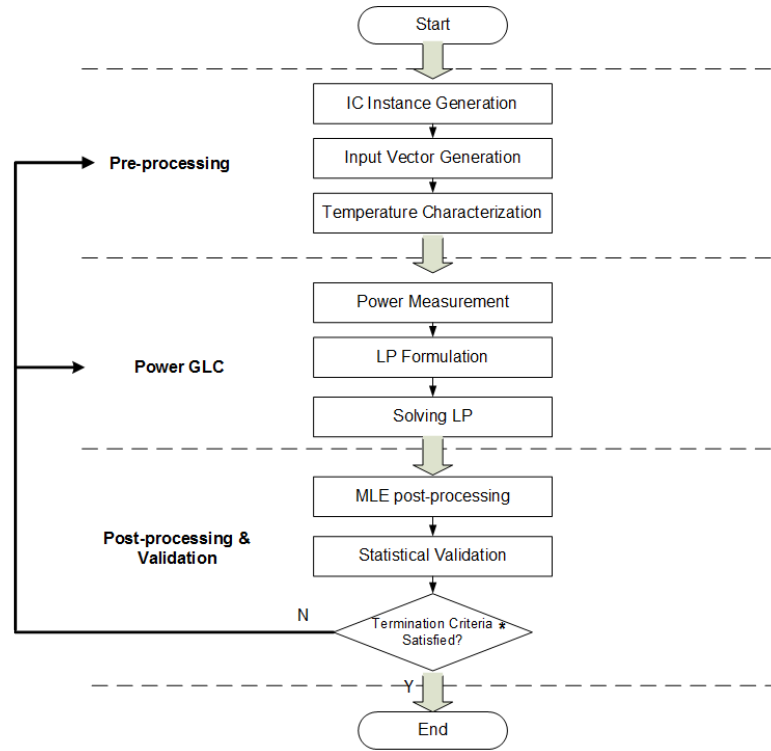 Start
IC Instance Generation
Input Vector Generation
Pre-processing
Temperature Characterization
Power Measurement
LP Formulation
Power GLC
Solving LP
MLE post-processing
Post-processing &
Validation
Statistical Validation
N
Termination Criteria *
Satisfied?
Y
End